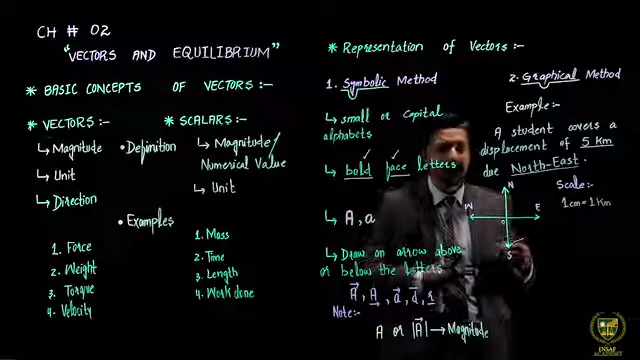 CH # 02
"VECTORS AND EQUILIBRIUM"
* BASIC CONCEPTS OF VECTORS:-
* VECTORS:-
↳ Magnitude
↳ Unit
↳ Direction
• Definition
• Examples
1. Force
2. Weight
3. Torque
4. Velocity
* SCALARS:-
↳ Magnitude/
Numerical Value
↳ Unit
1. Mass
2. Time
3. Length
4. Work done
* Representation of Vectors:-
1. Symbolic Method
↳ small or capital
alphabets
↳ bold face letters
↳ A, a
↳ Draw an arrow above
or below the letters
Note:-
A or |A⃗| → Magnitude
2. Graphical Method
Example:-
A student covers a
displacement of 5 Km
due North-East.
Scale:-
1cm = 1Km
N
W
E
o
S
INSAF
ACADEMY